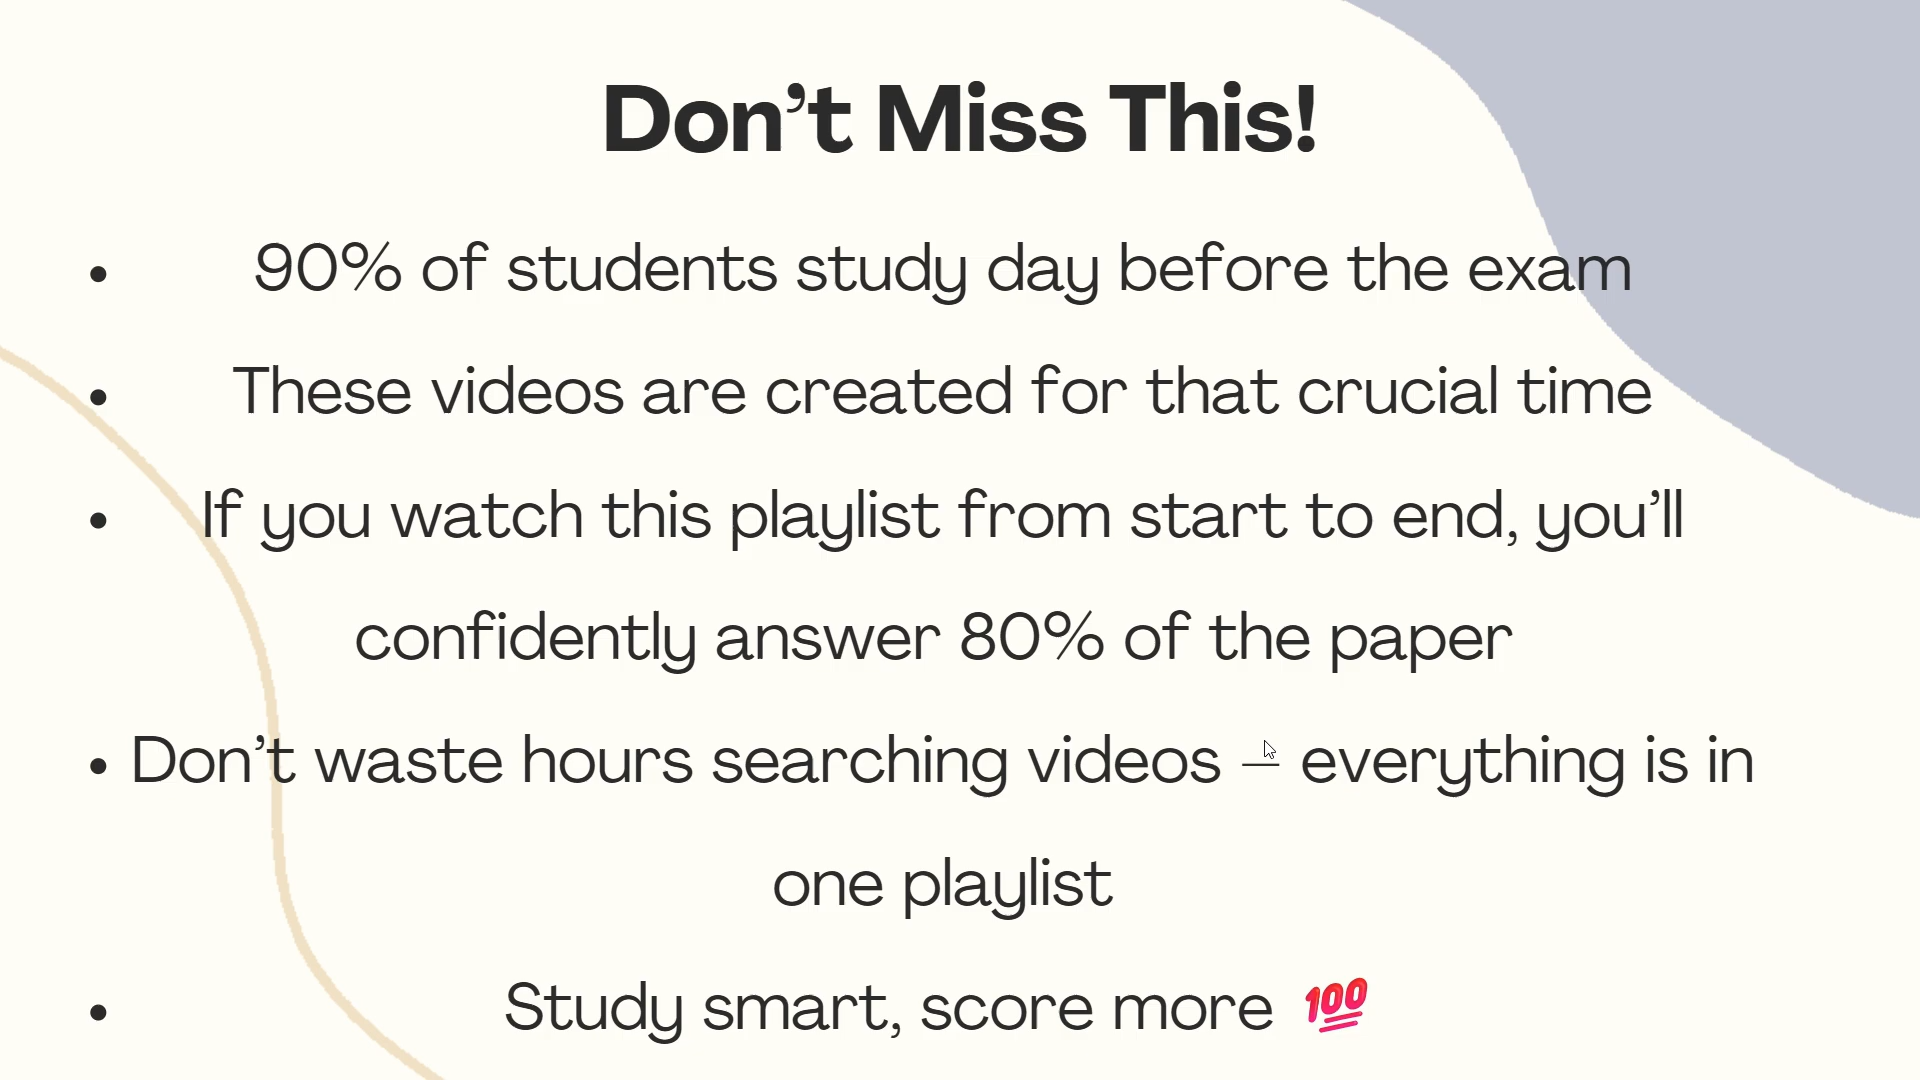 Don’t Miss This!
• 90% of students study day before the exam
• These videos are created for that crucial time
• If you watch this playlist from start to end, you’ll
confidently answer 80% of the paper
• Don’t waste hours searching videos — everything is in
one playlist
• Study smart, score more 💯